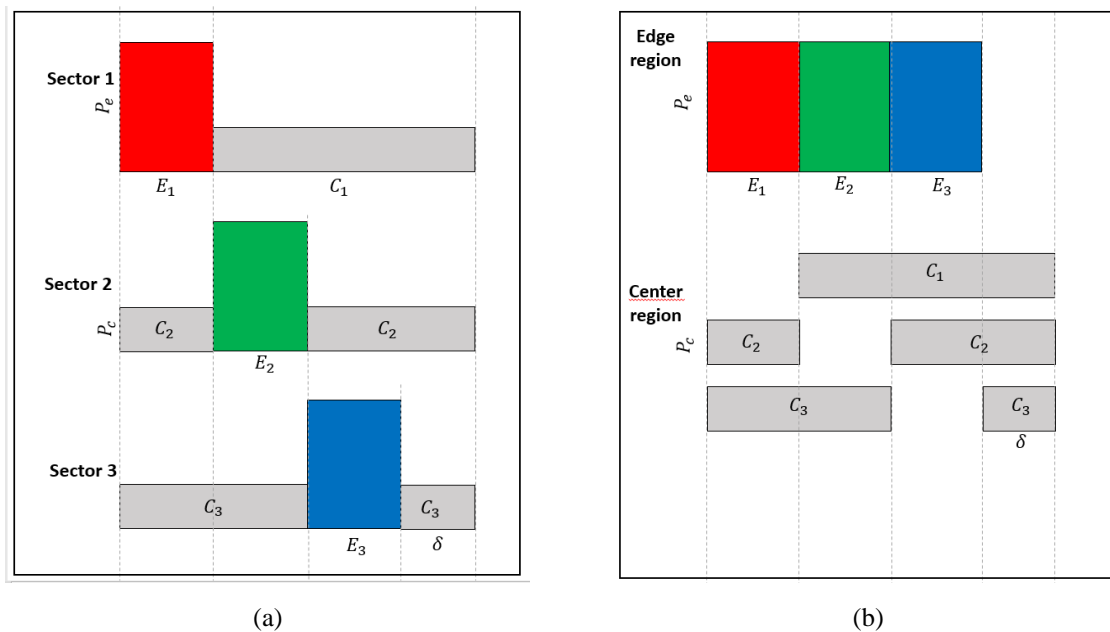 Sector 1
P_e
E_1
C_1
Sector 2
P_c
C_2
C_2
E_2
Sector 3
C_3
C_3
E_3
δ
(a)
Edge
region
P_e
E_1
E_2
E_3
Center
region
P_c
C_1
C_2
C_2
C_3
C_3
δ
(b)